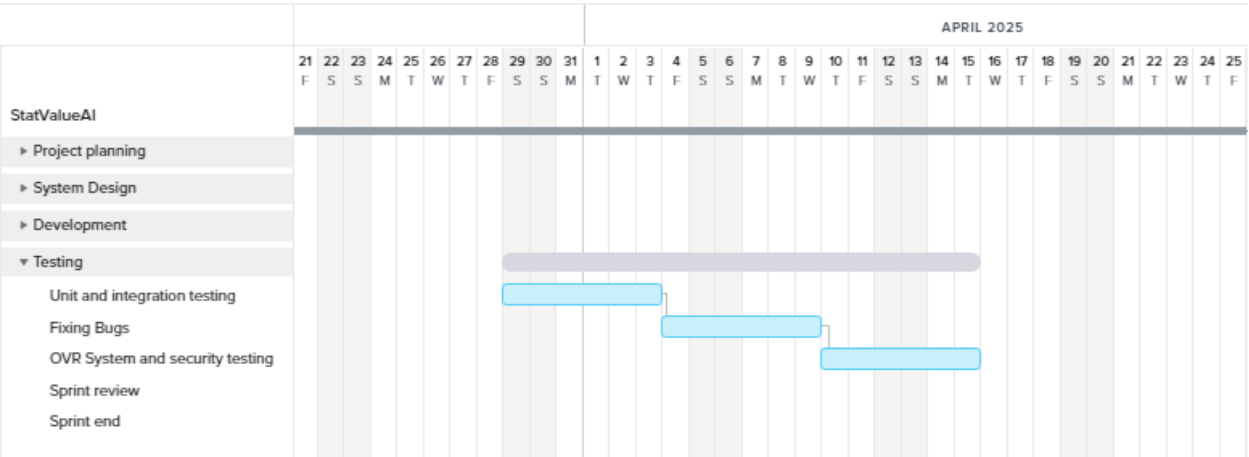 APRIL 2025
21 22 23 24 25 26 27 28 29 30 31 1 2 3 4 5 6 7 8 9 10 11 12 13 14 15 16 17 18 19 20 21 22 23 24 25
F S S M T W T F S S M T W T F S S M T W T F S S M T W T F S S M T W T F
StatValueAI
Project planning
System Design
Development
Testing
Unit and integration testing
Fixing Bugs
OVR System and security testing
Sprint review
Sprint end